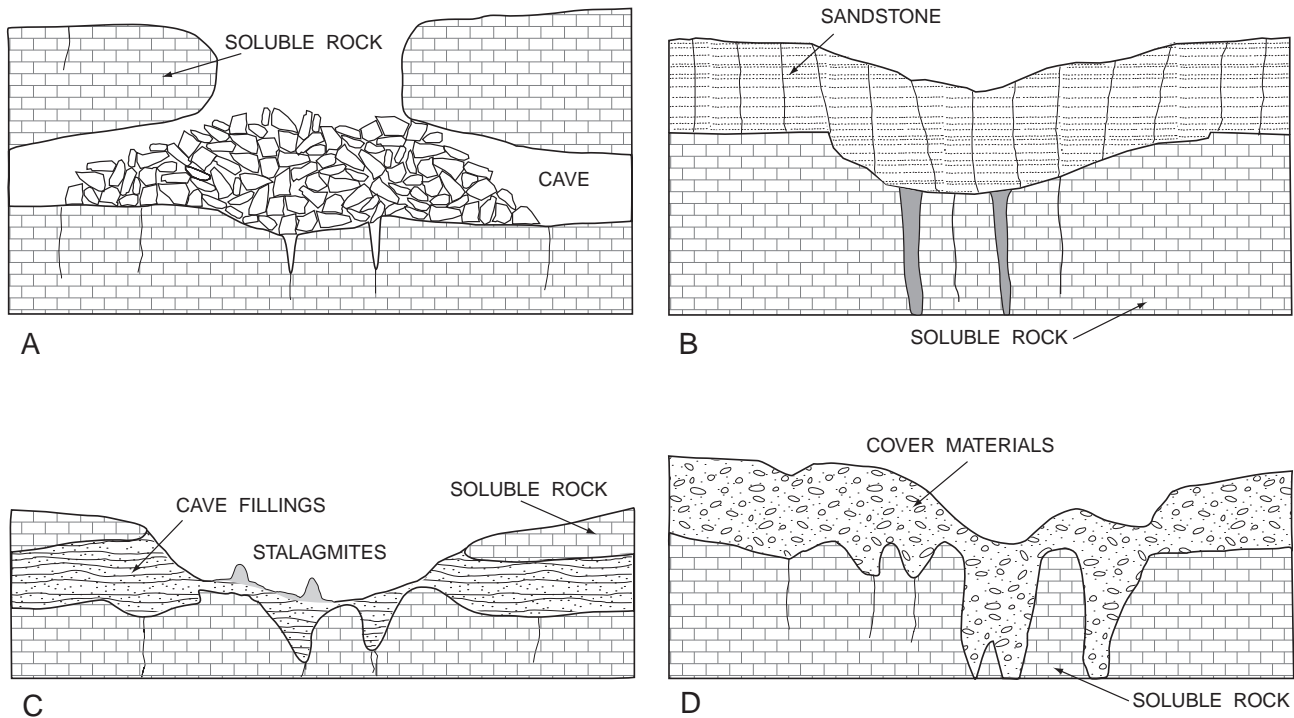 SOLUBLE ROCK
CAVE
A
SANDSTONE
SOLUBLE ROCK
B
CAVE FILLINGS
SOLUBLE ROCK
STALAGMITES
C
COVER MATERIALS
SOLUBLE ROCK
D